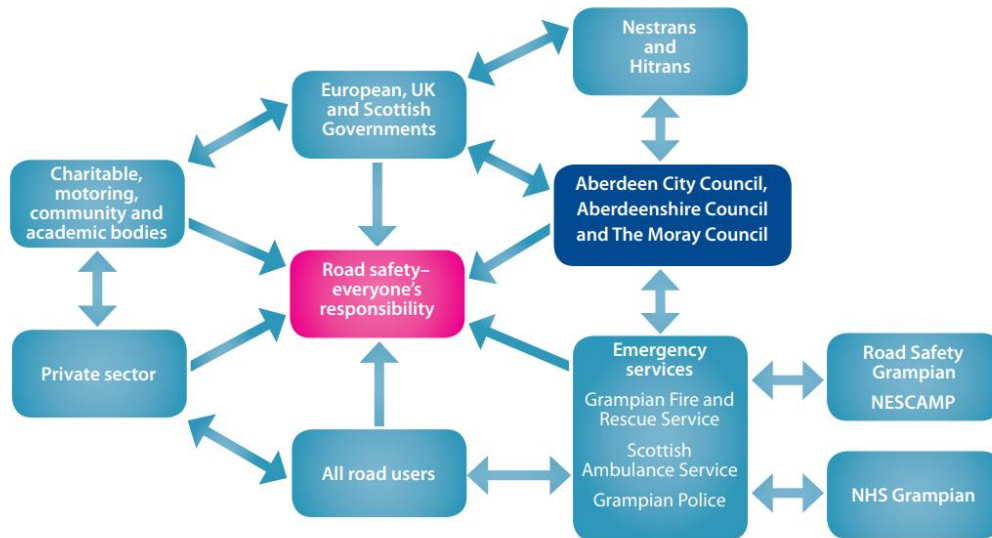 Nestrans
and
Hitrans
European, UK
and Scottish
Governments
Charitable,
motoring,
community and
academic bodies
Aberdeen City Council,
Aberdeenshire Council
and The Moray Council
Road safety–
everyone’s
responsibility
Private sector
Emergency
services
Grampian Fire and
Rescue Service
Scottish
Ambulance Service
Grampian Police
Road Safety
Grampian
NESCAMP
All road users
NHS Grampian